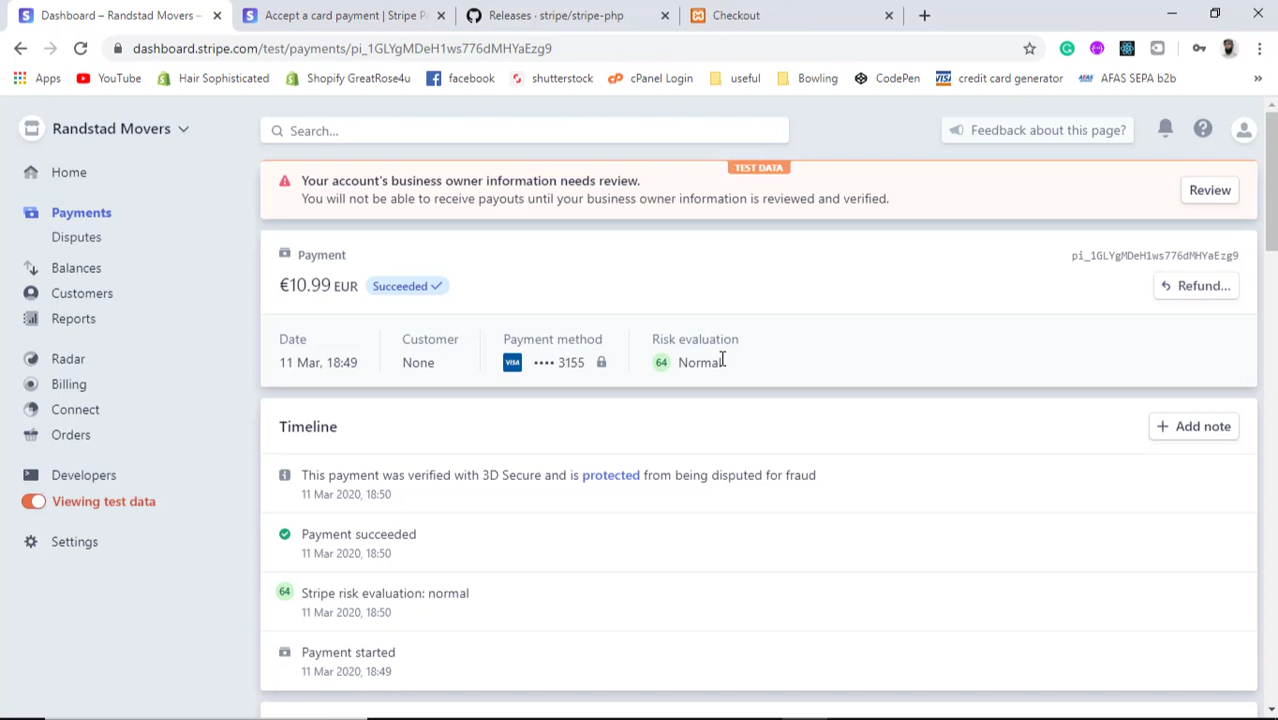 Dashboard – Randstad Movers –
Accept a card payment | Stripe Pa
Releases · stripe/stripe-php
Checkout
dashboard.stripe.com/test/payments/pi_1GLYgMDeH1ws776dMHYaEzg9
Apps
YouTube
Hair Sophisticated
Shopify GreatRose4u
facebook
shutterstock
cPanel Login
useful
Bowling
CodePen
VISA credit card generator
AFAS AFAS SEPA b2b
»
Randstad Movers
Search...
Feedback about this page?
Home
Payments
Disputes
Balances
Customers
Reports
Radar
Billing
Connect
Orders
Developers
Viewing test data
Settings
TEST DATA
Your account's business owner information needs review.
You will not be able to receive payouts until your business owner information is reviewed and verified.
Review
Payment
pi_1GLYgMDeH1ws776dMHYaEzg9
€10.99 EUR Succeeded
Refund...
Date
11 Mar, 18:49
Customer
None
Payment method
VISA •••• 3155
Risk evaluation
64 Normal
Timeline
+ Add note
This payment was verified with 3D Secure and is protected from being disputed for fraud
11 Mar 2020, 18:50
Payment succeeded
11 Mar 2020, 18:50
64 Stripe risk evaluation: normal
11 Mar 2020, 18:50
Payment started
11 Mar 2020, 18:49